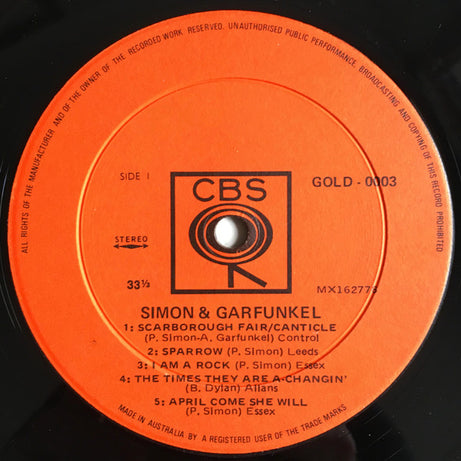 ALL RIGHTS OF THE MANUFACTURER AND OF THE OWNER OF THE RECORDED WORK RESERVED. UNAUTHORISED PUBLIC PERFORMANCE, BROADCASTING AND COPYING OF THIS RECORD PROHIBITED
SIDE 1
CBS
GOLD - 0003
STEREO
33⅓
MX162778
SIMON & GARFUNKEL
1: SCARBOROUGH FAIR/CANTICLE
(P. Simon-A. Garfunkel) Control
2: SPARROW (P. Simon) Leeds
3: I AM A ROCK (P. Simon) Essex
4: THE TIMES THEY ARE A-CHANGIN'
(B. Dylan) Allans
5: APRIL COME SHE WILL
(P. Simon) Essex
MADE IN AUSTRALIA BY A REGISTERED USER OF THE TRADE MARKS